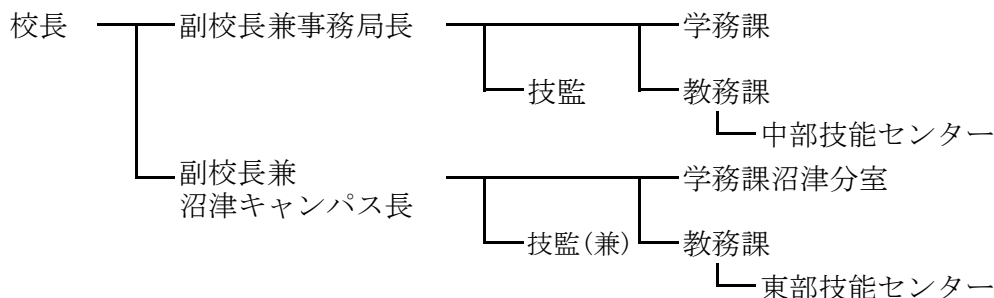 校長 副校長兼事務局長 学務課
技監 教務課
中部技能センター
副校長兼
沼津キャンパス長 学務課沼津分室
技監(兼) 教務課
東部技能センター